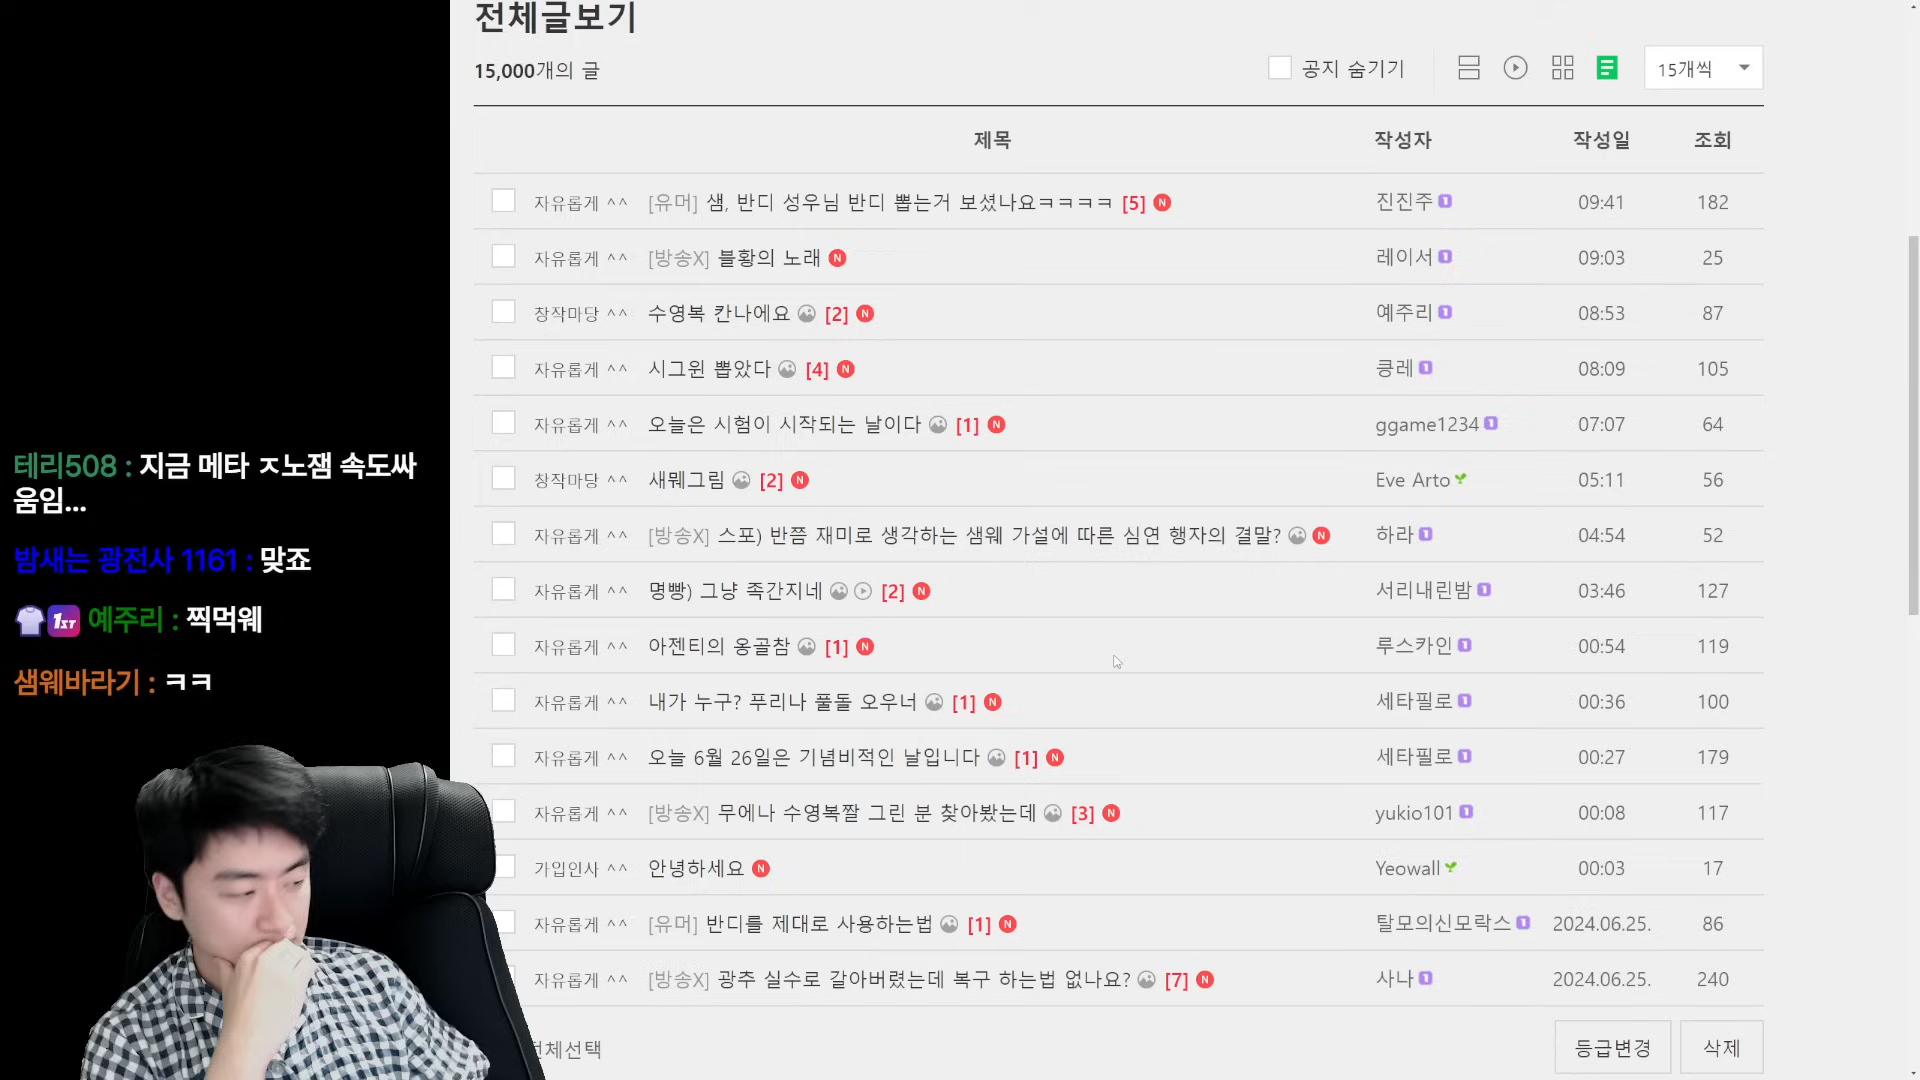 전체글보기
15,000개의 글
공지 숨기기
15개씩
제목 작성자 작성일 조회
자유롭게 ^^ [유머] 샘, 반디 성우님 반디 뽑는거 보셨나요ㅋㅋㅋㅋ [5] N 진진주 1 09:41 182
자유롭게 ^^ [방송X] 불황의 노래 N 레이서 1 09:03 25
창작마당 ^^ 수영복 칸나에요 [2] N 예주리 1 08:53 87
자유롭게 ^^ 시그윈 뽑았다 [4] N 킁레 1 08:09 105
자유롭게 ^^ 오늘은 시험이 시작되는 날이다 [1] N ggame1234 1 07:07 64
창작마당 ^^ 새뭬그림 [2] N Eve Arto 05:11 56
자유롭게 ^^ [방송X] 스포) 반쯤 재미로 생각하는 샘웨 가설에 따른 심연 행자의 결말? N 하라 1 04:54 52
자유롭게 ^^ 명빵) 그냥 족간지네 [2] N 서리내린밤 1 03:46 127
자유롭게 ^^ 아젠티의 옹골참 [1] N 루스카인 1 00:54 119
자유롭게 ^^ 내가 누구? 푸리나 풀돌 오우너 [1] N 세타필로 1 00:36 100
자유롭게 ^^ 오늘 6월 26일은 기념비적인 날입니다 [1] N 세타필로 1 00:27 179
자유롭게 ^^ [방송X] 무에나 수영복짤 그린 분 찾아봤는데 [3] N yukio101 1 00:08 117
가입인사 ^^ 안녕하세요 N Yeowall 00:03 17
자유롭게 ^^ [유머] 반디를 제대로 사용하는법 [1] N 탈모의신모락스 1 2024.06.25. 86
자유롭게 ^^ [방송X] 광추 실수로 갈아버렸는데 복구 하는법 없나요? [7] N 사나 1 2024.06.25. 240
전체선택
등급변경 삭제
테리508 : 지금 메타 ㅈ노잼 속도싸
움임...
밤새는 광전사 1161 : 맞죠
1ST 예주리 : 찍먹웨
샘웨바라기 : ㅋㅋ